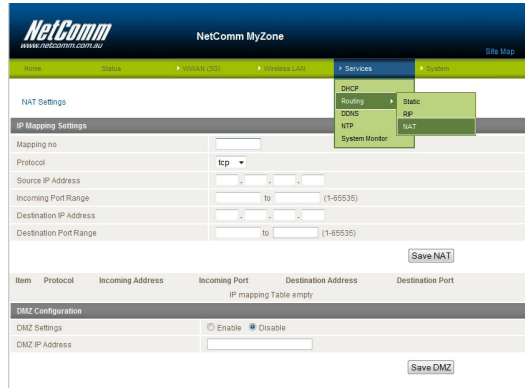 NetComm
www.netcomm.com.au
NetComm MyZone
Site Map
Home Status WWAN (3G) Wireless LAN Services System
DHCP
Routing
DDNS
NTP
System Monitor
Static
RIP
NAT
NAT Settings
IP Mapping Settings
Mapping no
Protocol tcp
Source IP Address . . .
Incoming Port Range to (1-65535)
Destination IP Address . . .
Destination Port Range to (1-65535)
Save NAT
Item Protocol Incoming Address Incoming Port Destination Address Destination Port
IP mapping Table empty
DMZ Configuration
DMZ Settings Enable Disable
DMZ IP Address
Save DMZ